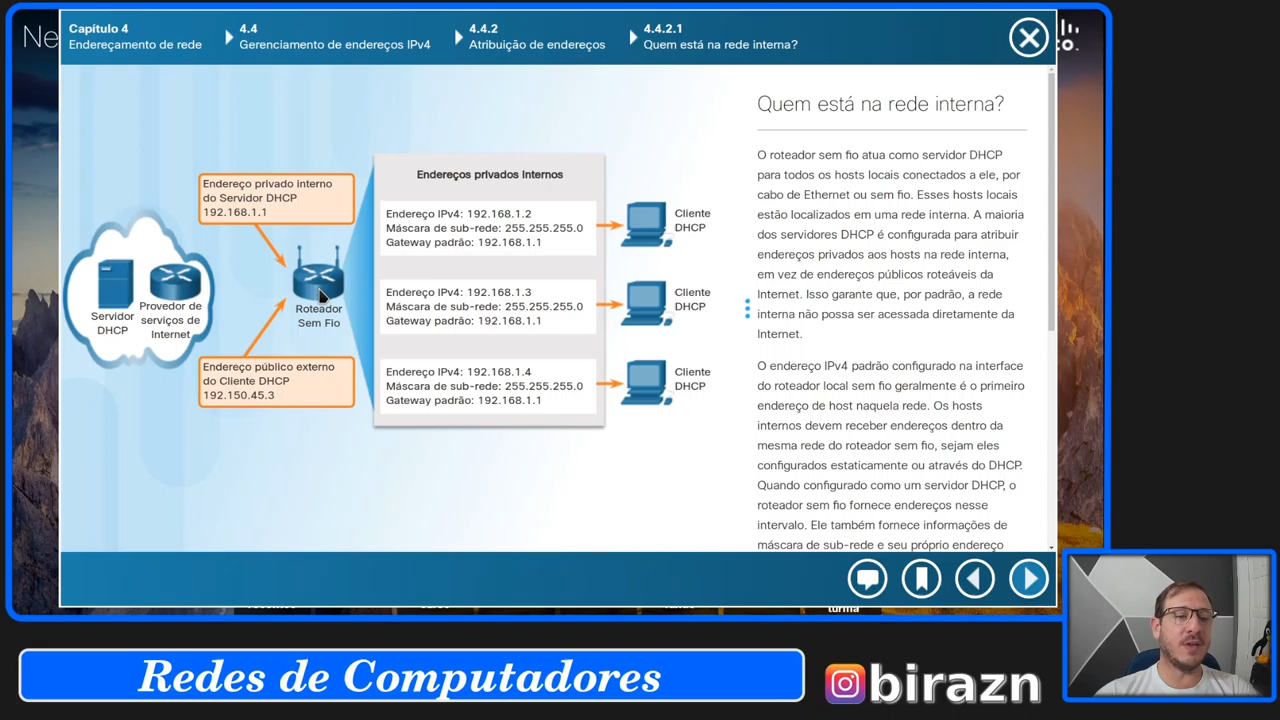 Ne
Capítulo 4
Endereçamento de rede
4.4
Gerenciamento de endereços IPv4
4.4.2
Atribuição de endereços
4.4.2.1
Quem está na rede interna?
Endereços privados internos
Endereço privado interno
do Servidor DHCP
192.168.1.1
Endereço IPv4: 192.168.1.2
Máscara de sub-rede: 255.255.255.0
Gateway padrão: 192.168.1.1
Cliente
DHCP
Servidor
DHCP
Provedor de
serviços de
Internet
Roteador
Sem Fio
Endereço IPv4: 192.168.1.3
Máscara de sub-rede: 255.255.255.0
Gateway padrão: 192.168.1.1
Cliente
DHCP
Endereço público externo
do Cliente DHCP
192.150.45.3
Endereço IPv4: 192.168.1.4
Máscara de sub-rede: 255.255.255.0
Gateway padrão: 192.168.1.1
Cliente
DHCP
Quem está na rede interna?
O roteador sem fio atua como servidor DHCP
para todos os hosts locais conectados a ele, por
cabo de Ethernet ou sem fio. Esses hosts locais
estão localizados em uma rede interna. A maioria
dos servidores DHCP é configurada para atribuir
endereços privados aos hosts na rede interna,
em vez de endereços públicos roteáveis da
Internet. Isso garante que, por padrão, a rede
interna não possa ser acessada diretamente da
Internet.
O endereço IPv4 padrão configurado na interface
do roteador local sem fio geralmente é o primeiro
endereço de host naquela rede. Os hosts
internos devem receber endereços dentro da
mesma rede do roteador sem fio, sejam eles
configurados estaticamente ou através do DHCP.
Quando configurado como um servidor DHCP, o
roteador sem fio fornece endereços nesse
intervalo. Ele também fornece informações de
máscara de sub-rede e seu próprio endereço
turma
Redes de Computadores
birazn